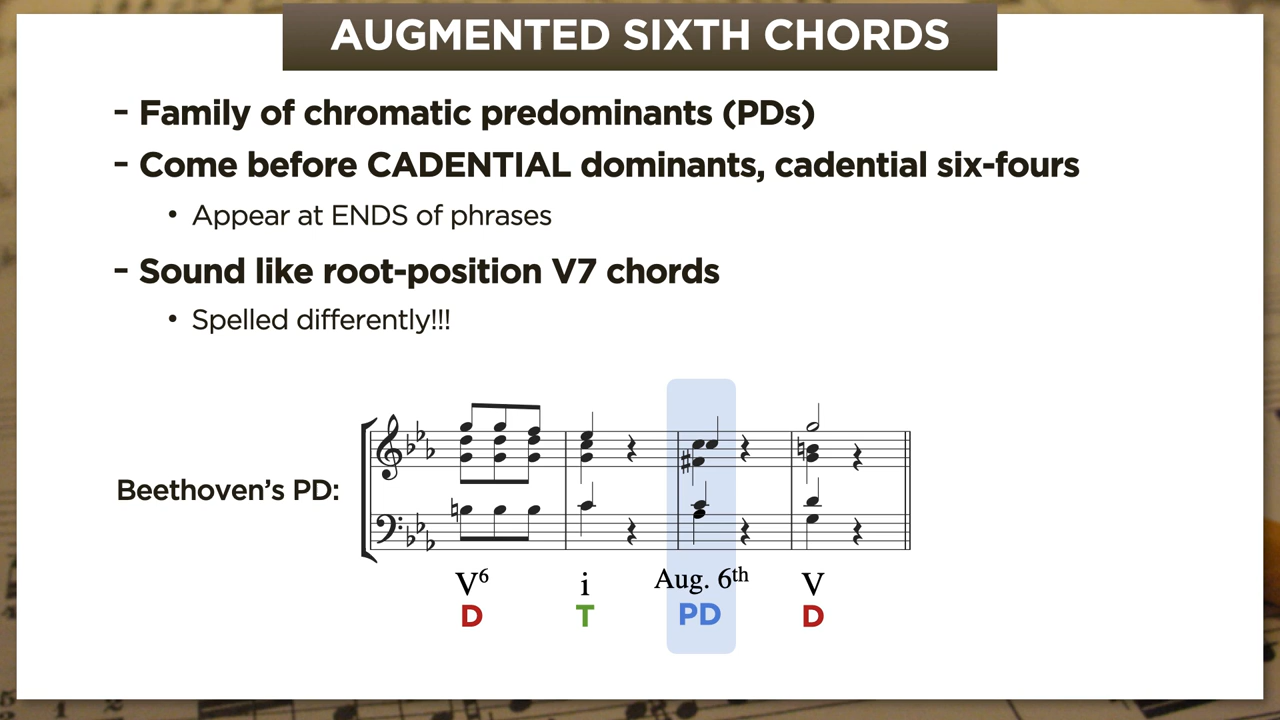 AUGMENTED SIXTH CHORDS
- Family of chromatic predominants (PDs)
- Come before CADENTIAL dominants, cadential six-fours
• Appear at ENDS of phrases
- Sound like root-position V7 chords
• Spelled differently!!!
Beethoven's PD:
V⁶ i Aug. 6th V
D T PD D